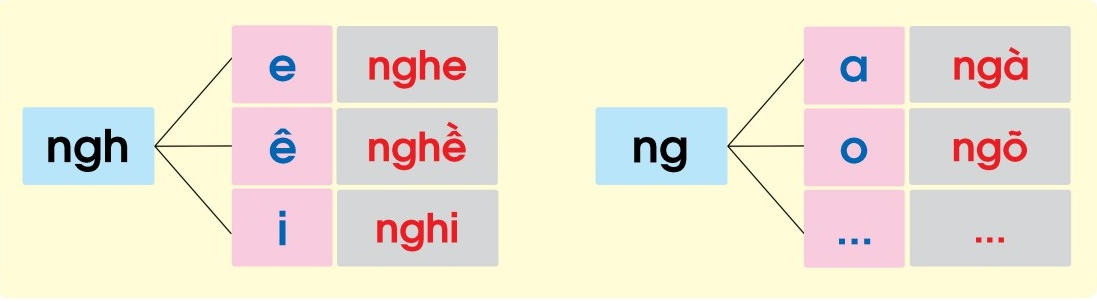 e nghe a ngà
ngh ê nghề ng o ngõ
i nghi ... ...